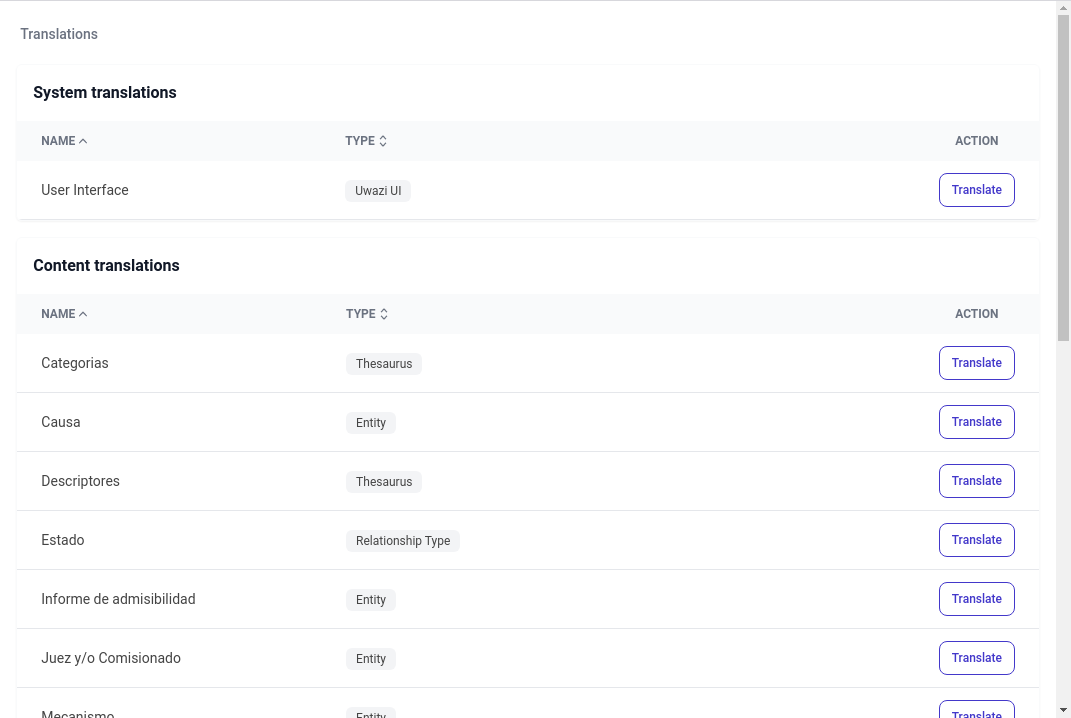 Translations
System translations
NAME TYPE ACTION
User Interface Uwazi UI Translate
Content translations
NAME TYPE ACTION
Categorias Thesaurus Translate
Causa Entity Translate
Descriptores Thesaurus Translate
Estado Relationship Type Translate
Informe de admisibilidad Entity Translate
Juez y/o Comisionado Entity Translate
Mecanismo Entity Translate